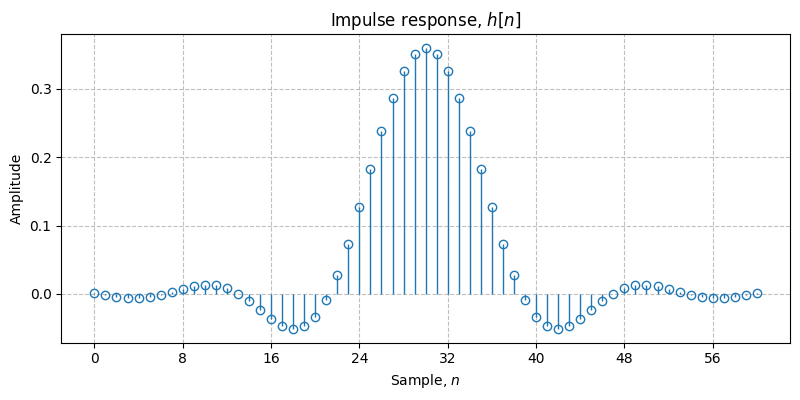 Impulse response, h[n]
Amplitude
0.3
0.2
0.1
0.0
0 8 16 24 32 40 48 56
Sample, n